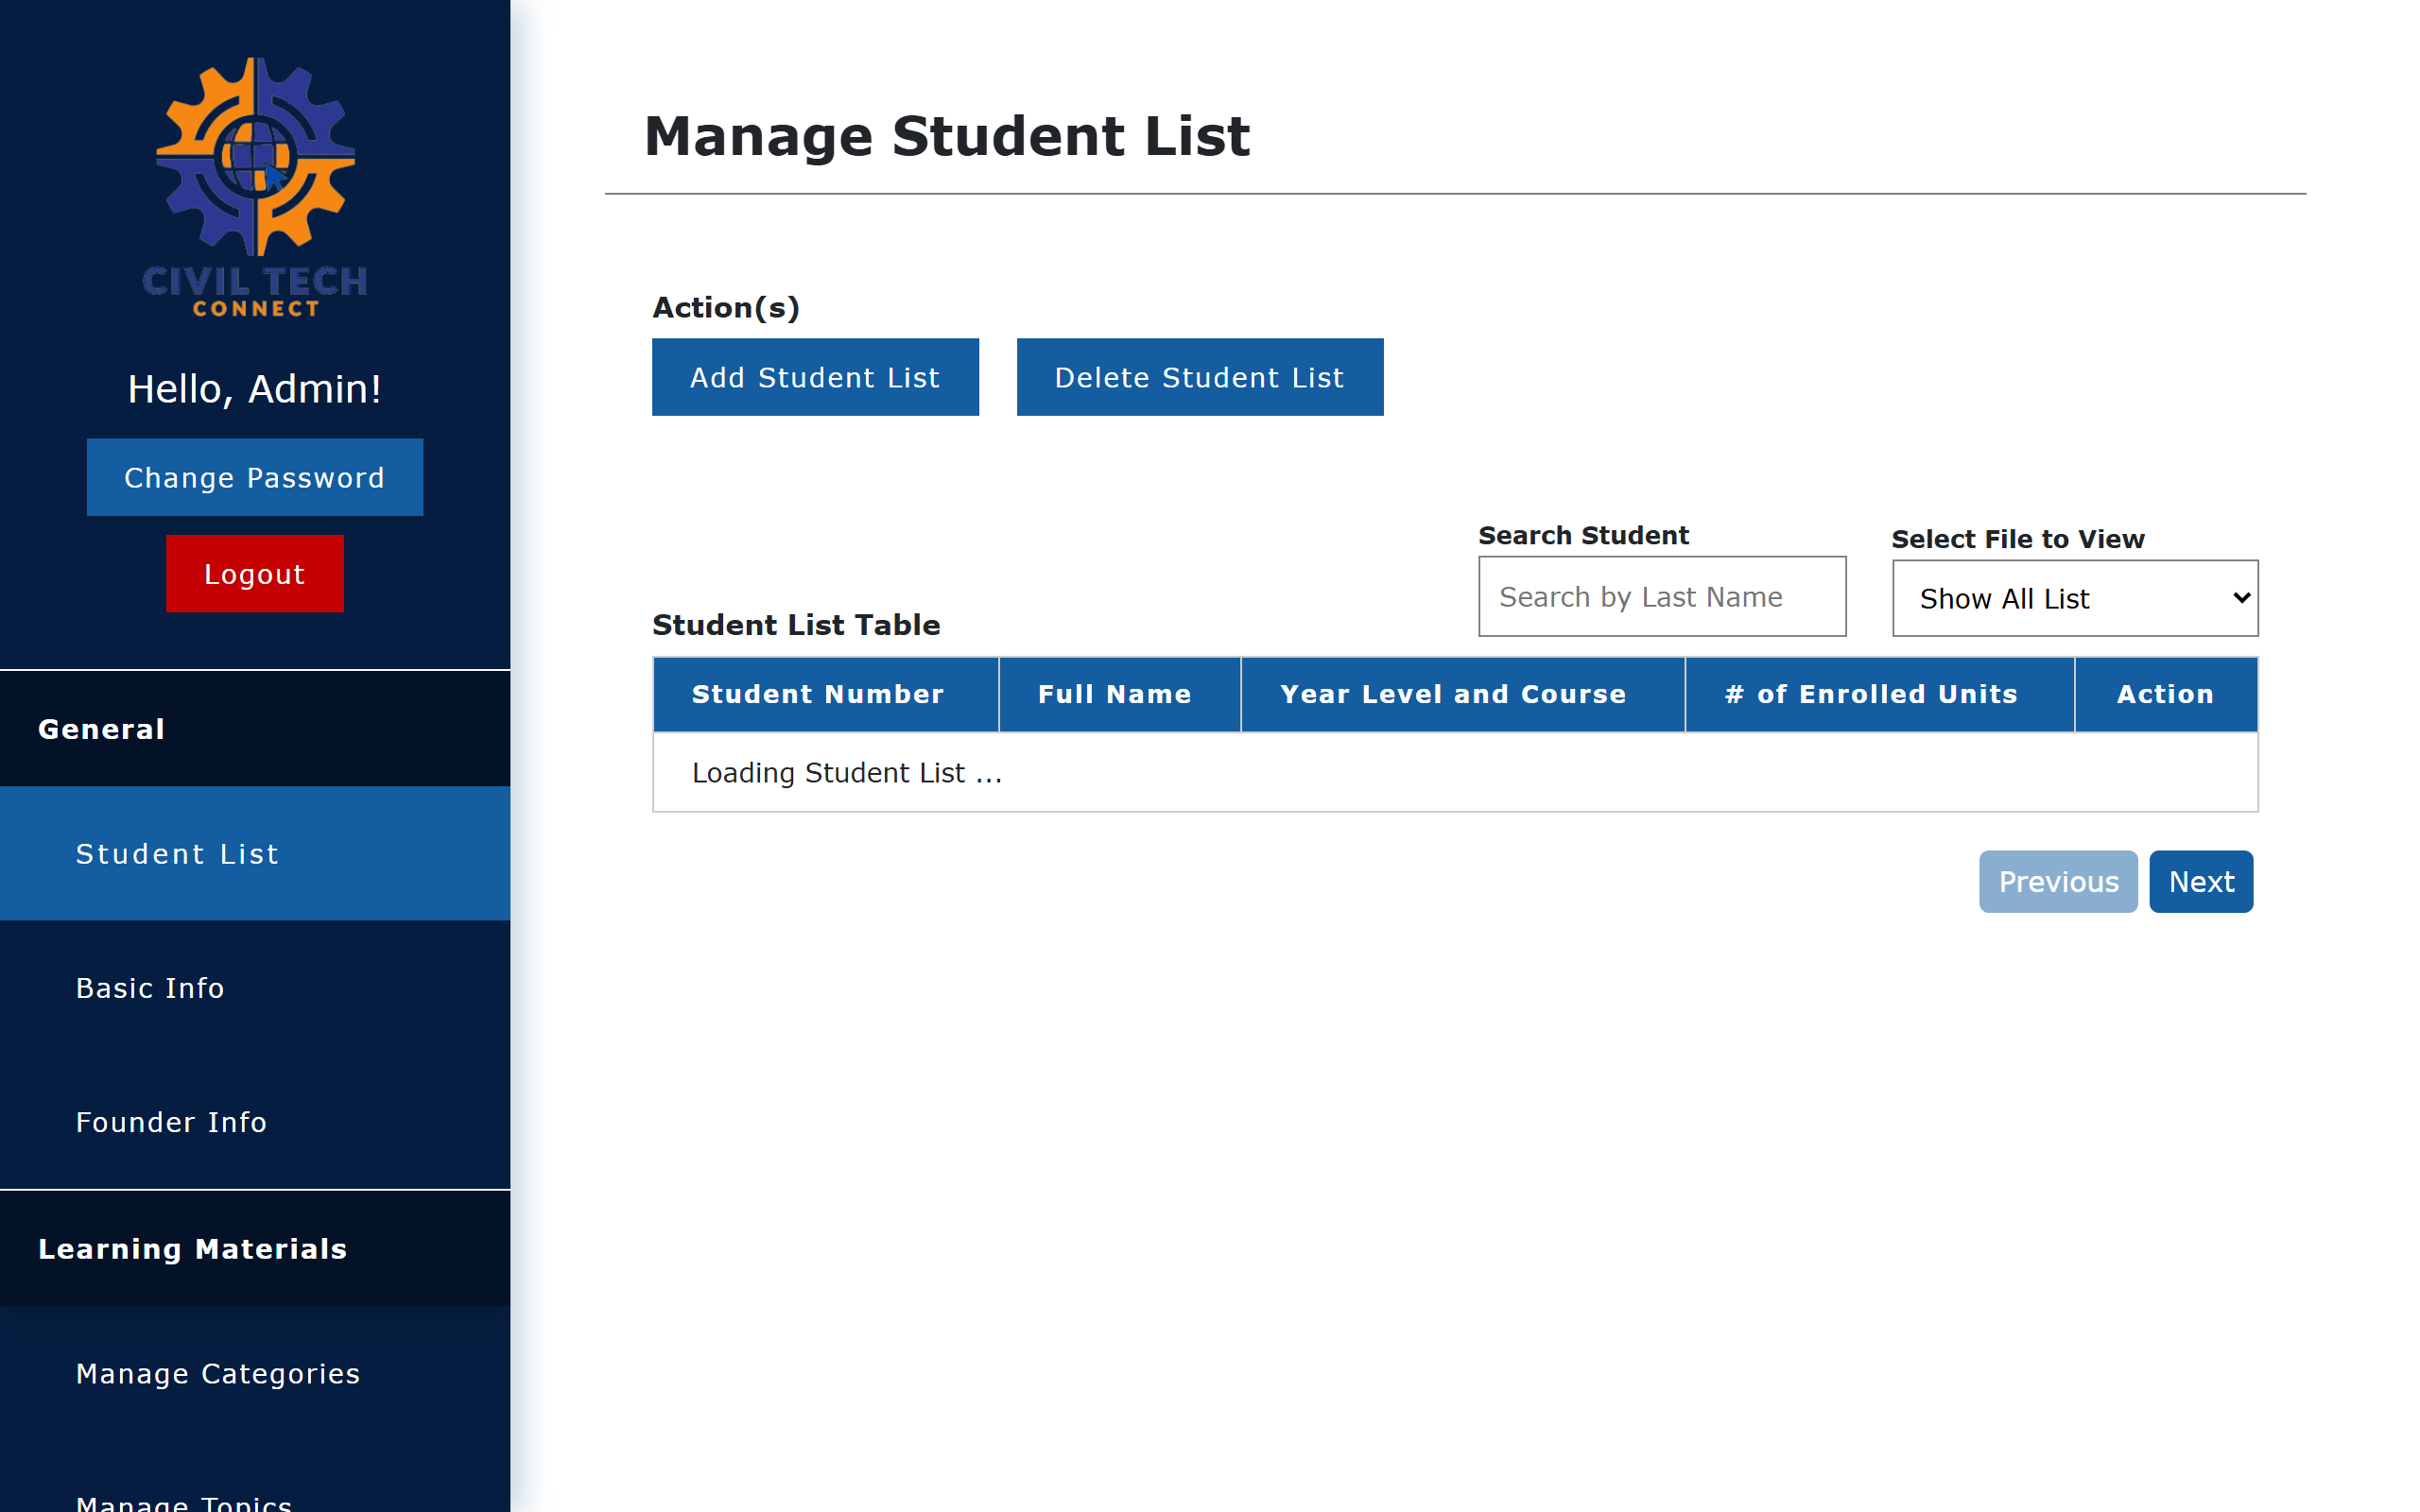 CIVIL TECH
CONNECT
Hello, Admin!
Change Password
Logout
General
Student List
Basic Info
Founder Info
Learning Materials
Manage Categories
Manage Topics
Manage Student List
Action(s)
Add Student List
Delete Student List
Search Student
Select File to View
Search by Last Name
Show All List
Student List Table
Student Number
Full Name
Year Level and Course
# of Enrolled Units
Action
Loading Student List ...
Previous
Next